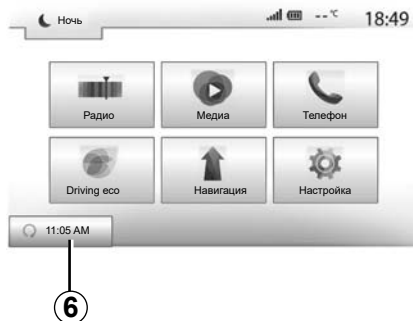 Ночь --°C 18:49
Радио Медиа Телефон
Driving eco Навигация Настройка
11:05 AM
6